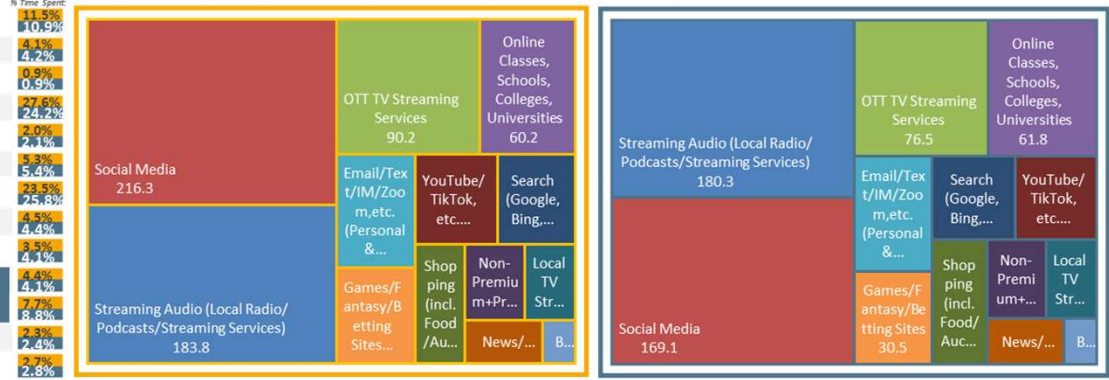 % Time Spent:
11.5%
10.9%
4.1%
4.2%
0.9%
0.9%
27.6%
24.2%
2.0%
2.1%
5.3%
5.4%
23.5%
25.8%
4.5%
4.4%
3.5%
4.1%
4.4%
4.1%
7.7%
8.8%
2.3%
2.4%
2.7%
2.8%
Social Media
216.3
Streaming Audio (Local Radio/
Podcasts/Streaming Services)
183.8
OTT TV Streaming
Services
90.2
Online
Classes,
Schools,
Colleges,
Universities
60.2
Email/Tex
t/IM/Zoo
m,etc.
(Personal
&...
YouTube/
TikTok,
etc....
Search
(Google,
Bing,...
Games/F
antasy/B
etting
Sites...
Shop
ping
(incl.
Food
/Au...
Non-
Premiu
m+Pr...
Local
TV
Str...
News/...
B...
Streaming Audio (Local Radio/
Podcasts/Streaming Services)
180.3
Social Media
169.1
OTT TV Streaming
Services
76.5
Online
Classes,
Schools,
Colleges,
Universities
61.8
Email/Tex
t/IM/Zoo
m,etc.
(Personal
&...
Search
(Google,
Bing,...
YouTube/
TikTok,
etc....
Games/F
antasy/Be
tting Sites
30.5
Shop
ping
(incl.
Food/
Auc...
Non-
Premi
um+...
Local
TV
Str...
News/...
B...